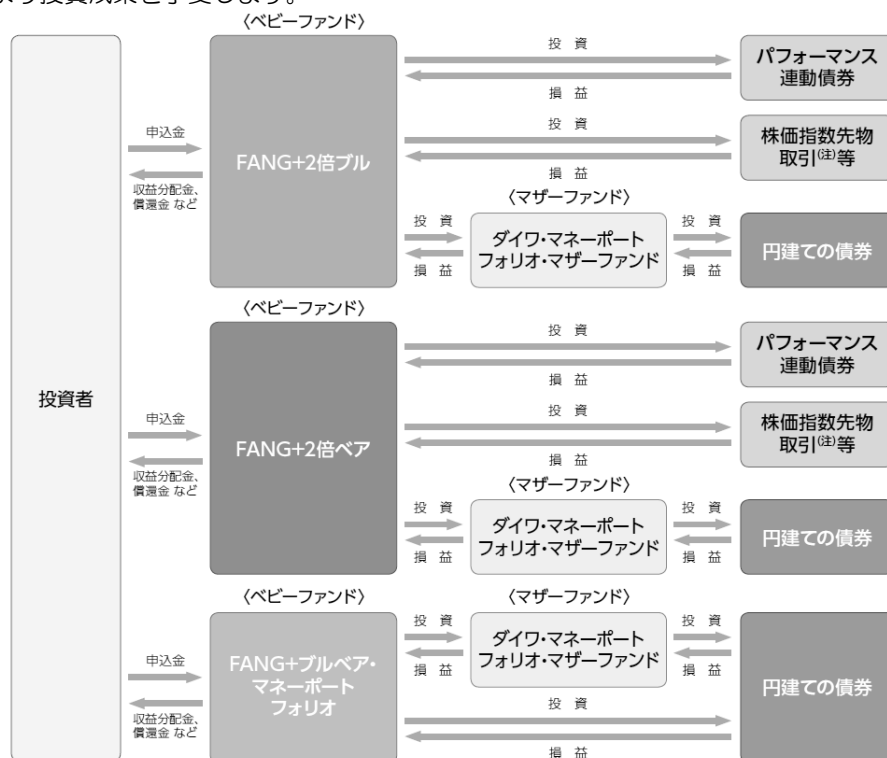 より投資成果を享受します。
〈ベビーファンド〉
投 資
パフォーマンス
連動債券
損 益
申込金
投 資
株価指数先物
取引(注)等
FANG+2倍ブル
収益分配金、
償還金 など
損 益
〈マザーファンド〉
投 資
ダイワ・マネーポート
フォリオ・マザーファンド
投 資
円建ての債券
損 益
損 益
〈ベビーファンド〉
投 資
パフォーマンス
連動債券
損 益
投資者
申込金
投 資
株価指数先物
取引(注)等
FANG+2倍ベア
収益分配金、
償還金 など
損 益
〈マザーファンド〉
投 資
ダイワ・マネーポート
フォリオ・マザーファンド
投 資
円建ての債券
損 益
損 益
〈ベビーファンド〉
〈マザーファンド〉
投 資
ダイワ・マネーポート
フォリオ・マザーファンド
投 資
損 益
損 益
申込金
FANG+ブルベア・
マネーポート
フォリオ
円建ての債券
収益分配金、
償還金 など
投 資
損 益